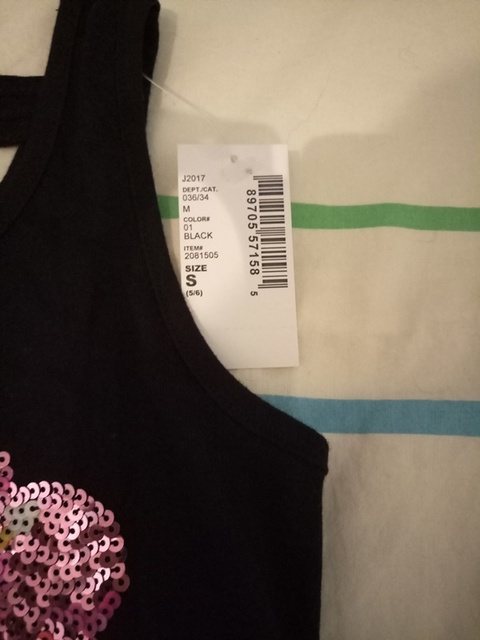 J2017
DEPT./CAT.
036/34
M
COLOR#
01
BLACK
ITEM#
2081505
SIZE
S
(5/6)
89705 57158 5